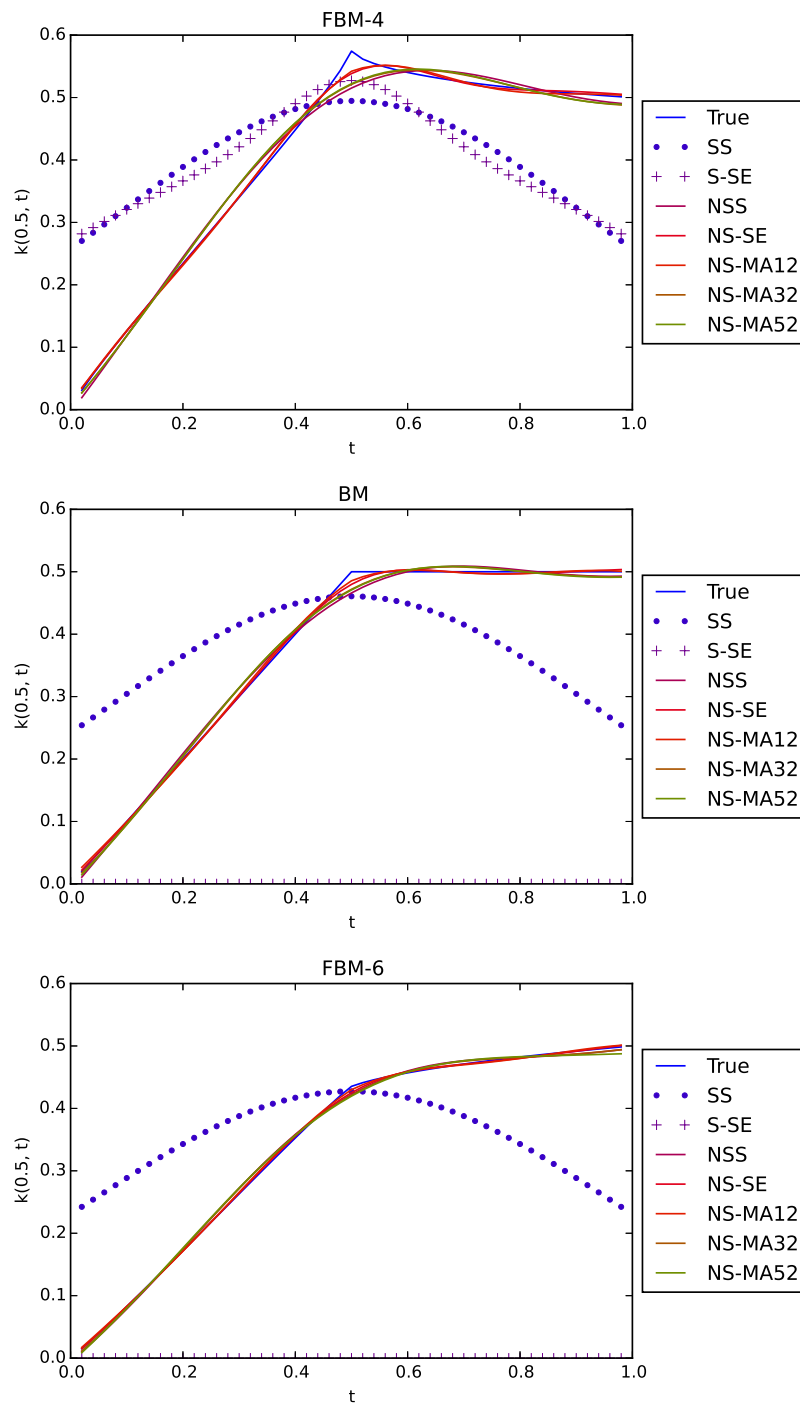 FBM-4
0.6
0.5
0.4
0.3
0.2
0.1
0.0
k(0.5, t)
0.0 0.2 0.4 0.6 0.8 1.0
t
True
SS
S-SE
NSS
NS-SE
NS-MA12
NS-MA32
NS-MA52
BM
0.6
0.5
0.4
0.3
0.2
0.1
0.0
k(0.5, t)
0.0 0.2 0.4 0.6 0.8 1.0
t
True
SS
S-SE
NSS
NS-SE
NS-MA12
NS-MA32
NS-MA52
FBM-6
0.6
0.5
0.4
0.3
0.2
0.1
0.0
k(0.5, t)
0.0 0.2 0.4 0.6 0.8 1.0
t
True
SS
S-SE
NSS
NS-SE
NS-MA12
NS-MA32
NS-MA52